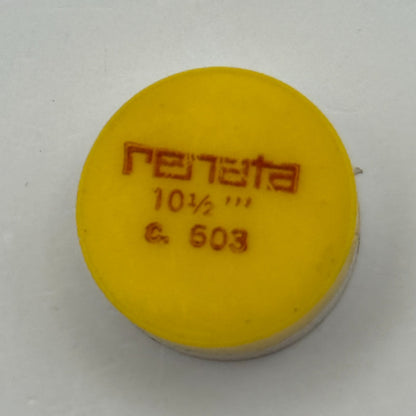 renata
10½ '''
C. 603